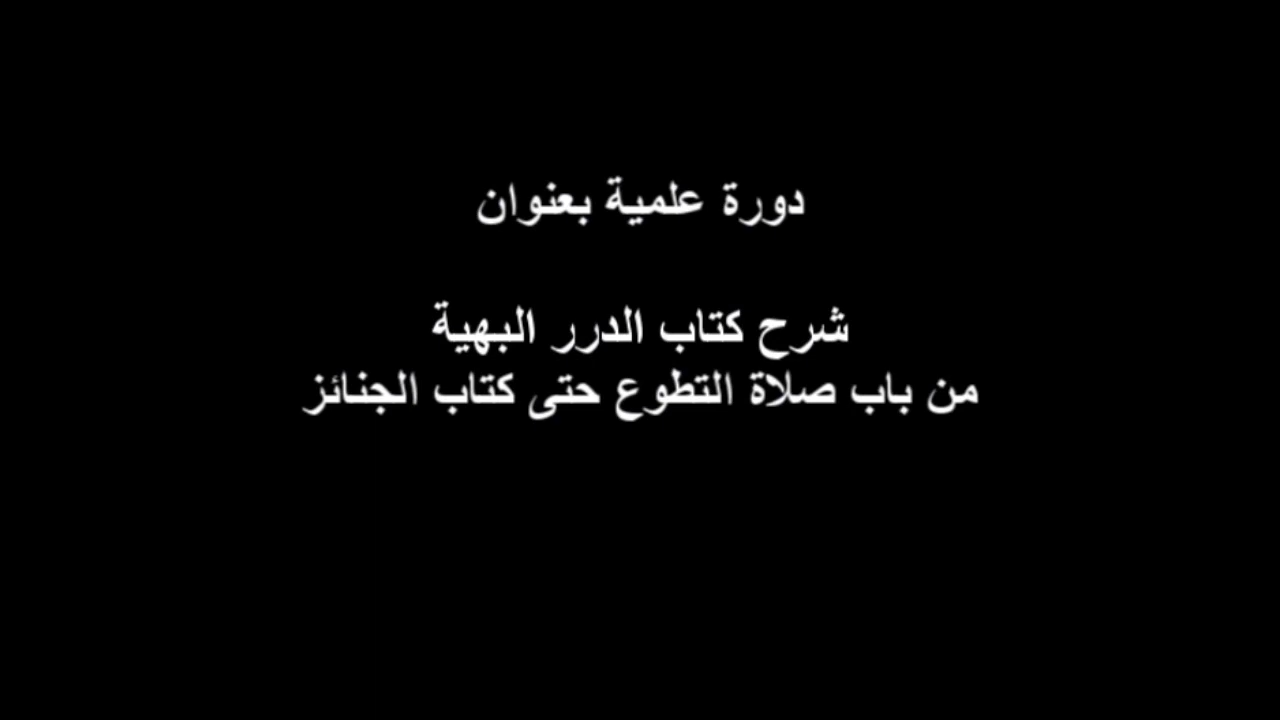 دورة علمية بعنوان
شرح كتاب الدرر البهية
من باب صلاة التطوع حتى كتاب الجنائز